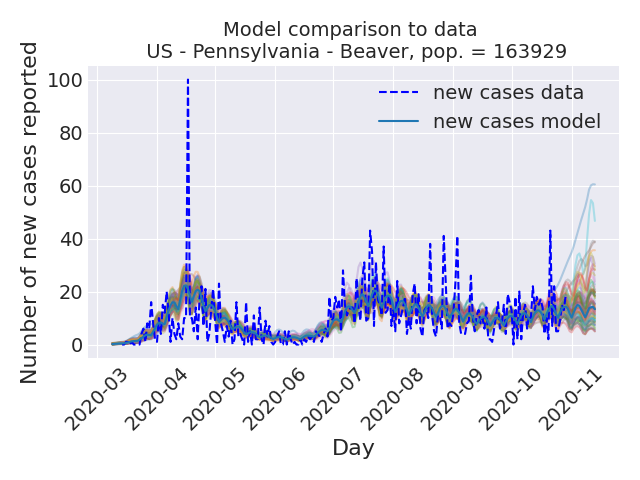 Model comparison to data
US - Pennsylvania - Beaver, pop. = 163929
Number of new cases reported
100
80
60
40
20
0
new cases data
new cases model
2020-03
2020-04
2020-05
2020-06
2020-07
2020-08
2020-09
2020-10
2020-11
Day